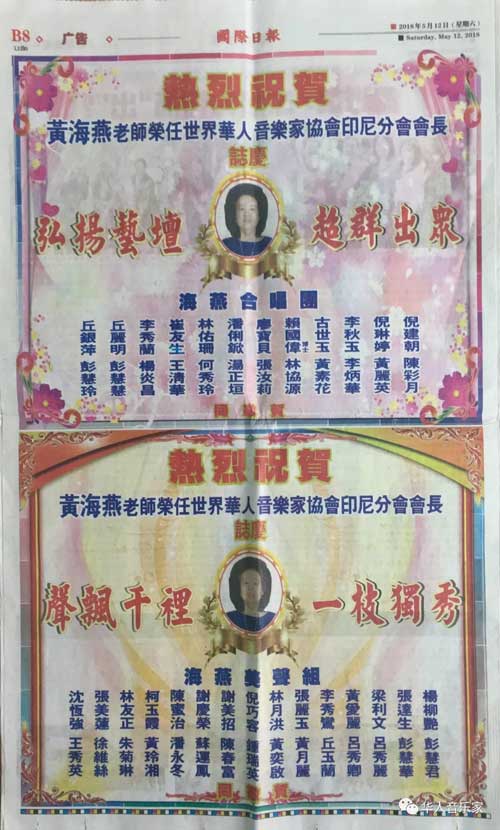 B8 广告
國際日報
■ 2018年5月12日(星期六)
■ Saturday, May 12, 2018
熱烈祝賀
黃海燕老師榮任世界華人音樂家協會印尼分會會長
誌慶
弘揚藝壇 超群出眾
海燕合唱團
倪建朝 陳彩月
倪琳婷 黃麗英
李秋玉 李炳華
古世玉 黃素花
賴國偉博士 林協源
廖寶貝 張汝莉
潘俐鎩 湯正垣
林佑珊 何秀玲
崔友生 王淸華
李秀蘭 楊炎昌
丘麗明 彭慧慧
丘銀萍 彭慧玲
同 賀
熱烈祝賀
黃海燕老師榮任世界華人音樂家協會印尼分會會長
誌慶
聲飄千裡 一枝獨秀
海燕美聲組
楊柳艷 彭慧君
張達生 彭慧華
梁利文 呂秀麗
黃愛麗 呂秀卿
李秀鸞 丘玉蘭
張麗玉 黃月麗
林月洪 黃奕啟
倪巧容 鍾瑞英
謝美招 陳春富
謝慶榮 蘇運鳳
陳蜜治 潘永冬
柯玉霞 黃玲湘
林友正 朱菊琳
張美蓮 徐維絲
沈恆強 王秀英
同 賀
华人音乐家